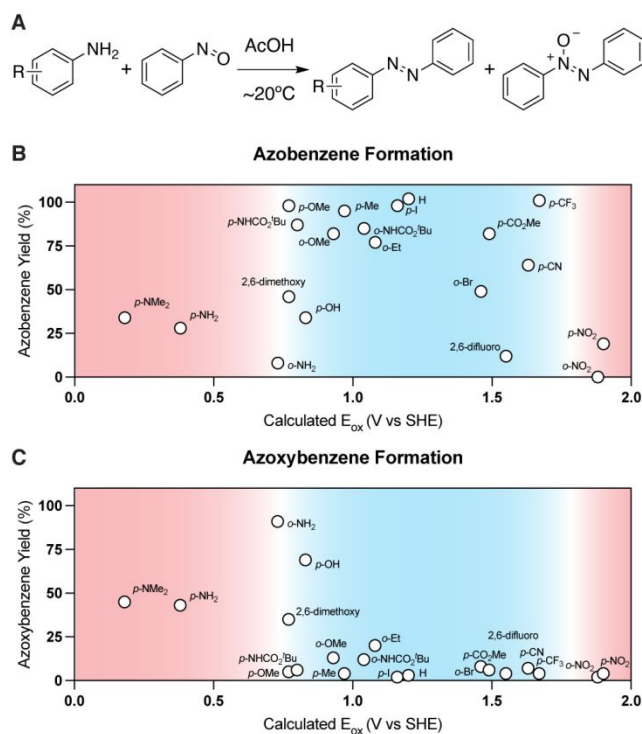 A
R
NH2
+
N
O
AcOH
~20°C
R
N
N
+
O−
N+
N
B
Azobenzene Formation
Azobenzene Yield (%)
100
75
50
25
0
p-OMe
p-Me
H
p-I
p-CF3
p-NHCO2tBu
o-OMe
o-NHCO2tBu
o-Et
p-CO2Me
p-CN
2,6-dimethoxy
p-OH
o-Br
p-NMe2
p-NH2
o-NH2
2,6-difluoro
p-NO2
o-NO2
0.0
0.5
1.0
1.5
2.0
Calculated Eox (V vs SHE)
C
Azoxybenzene Formation
Azoxybenzene Yield (%)
100
75
50
25
0
o-NH2
p-OH
p-NMe2
p-NH2
2,6-dimethoxy
o-OMe
o-Et
2,6-difluoro
p-NHCO2tBu
o-NHCO2tBu
p-CO2Me
p-CN
p-OMe
p-Me
p-I
H
o-Br
p-CF3
o-NO2
p-NO2
0.0
0.5
1.0
1.5
2.0
Calculated Eox (V vs SHE)